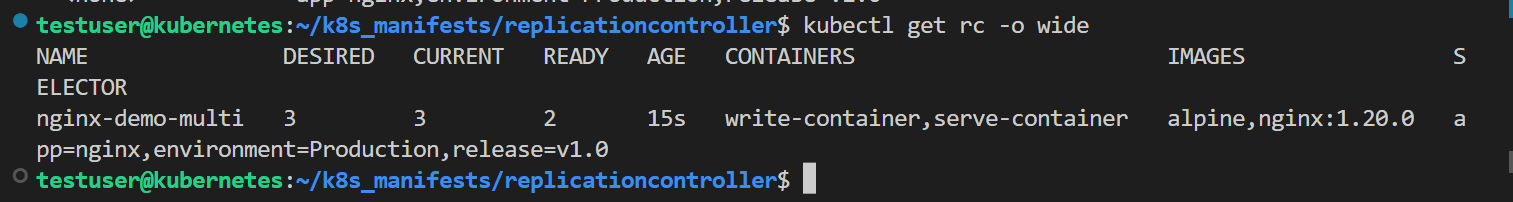 testuser@kubernetes:~/k8s_manifests/replicationcontroller$ kubectl get rc -o wide
NAME DESIRED CURRENT READY AGE CONTAINERS IMAGES S
ELECTOR
nginx-demo-multi 3 3 2 15s write-container,serve-container alpine,nginx:1.20.0 a
pp=nginx,environment=Production,release=v1.0
testuser@kubernetes:~/k8s_manifests/replicationcontroller$